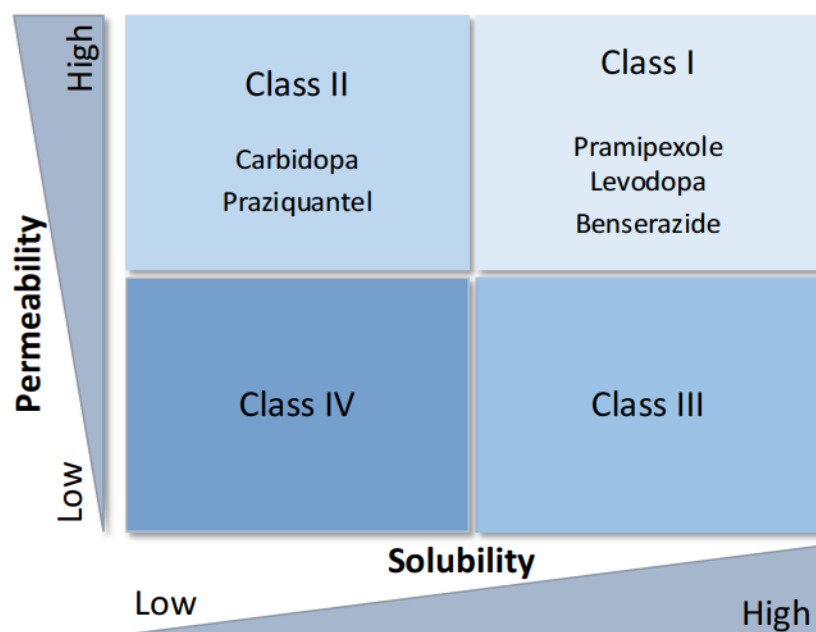 High
Permeability
Low
Class II
Carbidopa
Praziquantel
Class I
Pramipexole
Levodopa
Benserazide
Class IV
Class III
Solubility
Low
High